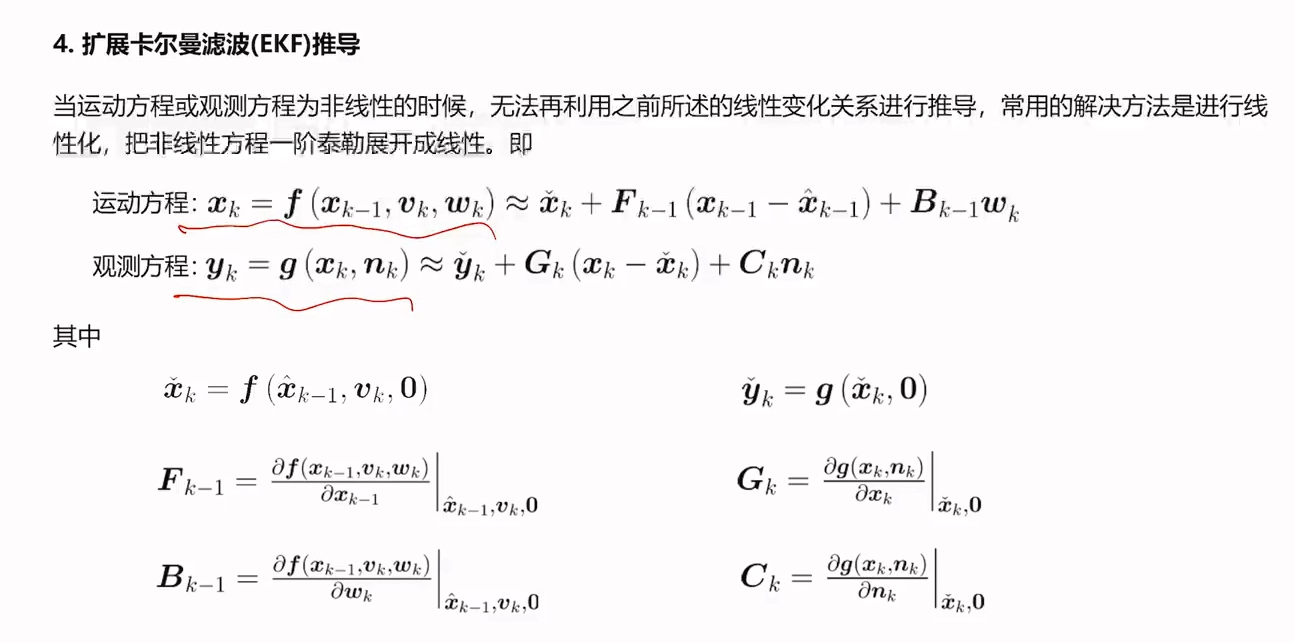 4. 扩展卡尔曼滤波(EKF)推导
当运动方程或观测方程为非线性的时候，无法再利用之前所述的线性变化关系进行推导，常用的解决方法是进行线
性化，把非线性方程一阶泰勒展开成线性。即
运动方程: $\boldsymbol{x}_k = \boldsymbol{f}(\boldsymbol{x}_{k-1}, \boldsymbol{v}_k, \boldsymbol{w}_k) \approx \check{\boldsymbol{x}}_k + \boldsymbol{F}_{k-1}(\boldsymbol{x}_{k-1} - \hat{\boldsymbol{x}}_{k-1}) + \boldsymbol{B}_{k-1}\boldsymbol{w}_k$
观测方程: $\boldsymbol{y}_k = \boldsymbol{g}(\boldsymbol{x}_k, \boldsymbol{n}_k) \approx \check{\boldsymbol{y}}_k + \boldsymbol{G}_k(\boldsymbol{x}_k - \check{\boldsymbol{x}}_k) + \boldsymbol{C}_k\boldsymbol{n}_k$
其中
$\check{\boldsymbol{x}}_k = \boldsymbol{f}(\hat{\boldsymbol{x}}_{k-1}, \boldsymbol{v}_k, \boldsymbol{0})$ $\check{\boldsymbol{y}}_k = \boldsymbol{g}(\check{\boldsymbol{x}}_k, \boldsymbol{0})$
$\boldsymbol{F}_{k-1} = \left.\frac{\partial \boldsymbol{f}(\boldsymbol{x}_{k-1}, \boldsymbol{v}_k, \boldsymbol{w}_k)}{\partial \boldsymbol{x}_{k-1}}\right|_{\hat{\boldsymbol{x}}_{k-1}, \boldsymbol{v}_k, \boldsymbol{0}}$ $\boldsymbol{G}_k = \left.\frac{\partial \boldsymbol{g}(\boldsymbol{x}_k, \boldsymbol{n}_k)}{\partial \boldsymbol{x}_k}\right|_{\check{\boldsymbol{x}}_k, \boldsymbol{0}}$
$\boldsymbol{B}_{k-1} = \left.\frac{\partial \boldsymbol{f}(\boldsymbol{x}_{k-1}, \boldsymbol{v}_k, \boldsymbol{w}_k)}{\partial \boldsymbol{w}_k}\right|_{\hat{\boldsymbol{x}}_{k-1}, \boldsymbol{v}_k, \boldsymbol{0}}$ $\boldsymbol{C}_k = \left.\frac{\partial \boldsymbol{g}(\boldsymbol{x}_k, \boldsymbol{n}_k)}{\partial \boldsymbol{n}_k}\right|_{\check{\boldsymbol{x}}_k, \boldsymbol{0}}$